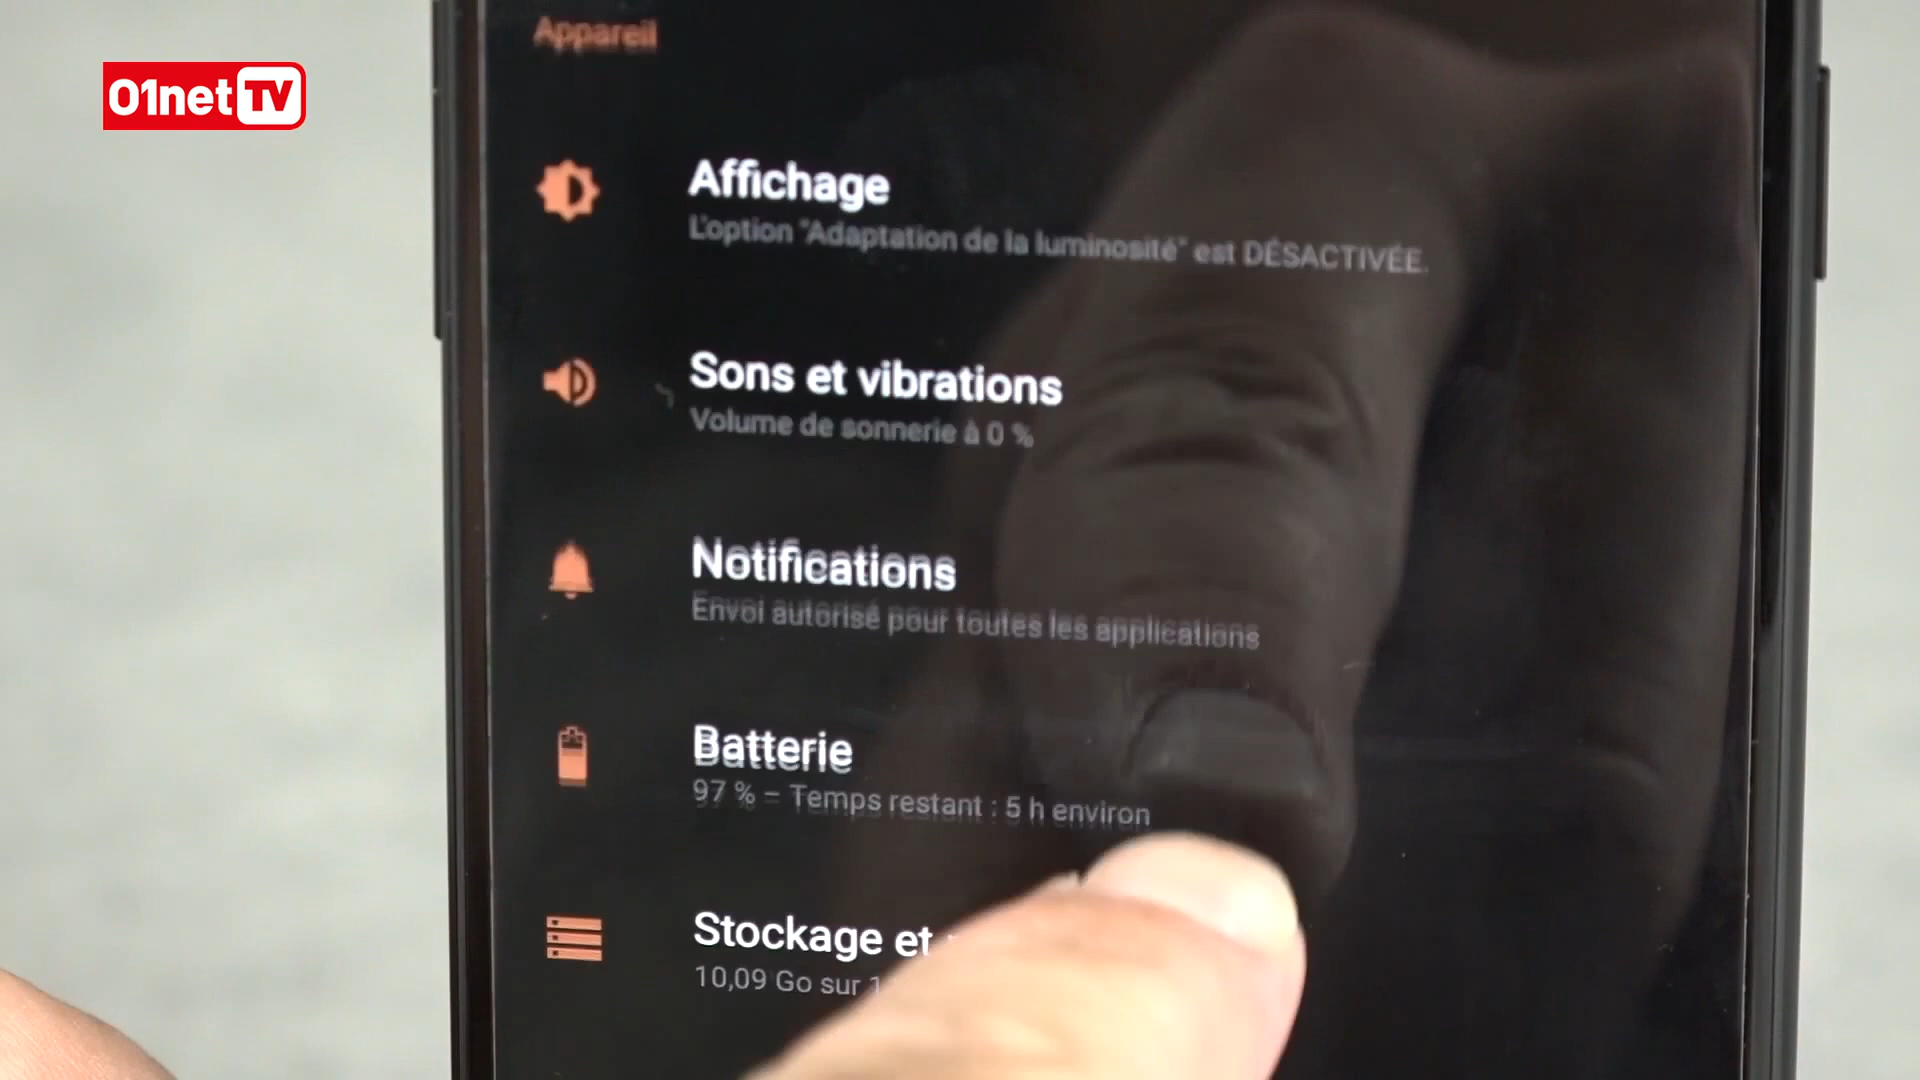 Appareil
01net TV
Affichage
L'option "Adaptation de la luminosité" est DÉSACTIVÉE.
Sons et vibrations
Volume de sonnerie à 0 %
Notifications
Envoi autorisé pour toutes les applications
Batterie
97 % – Temps restant : 5 h environ
Stockage et
10,09 Go sur